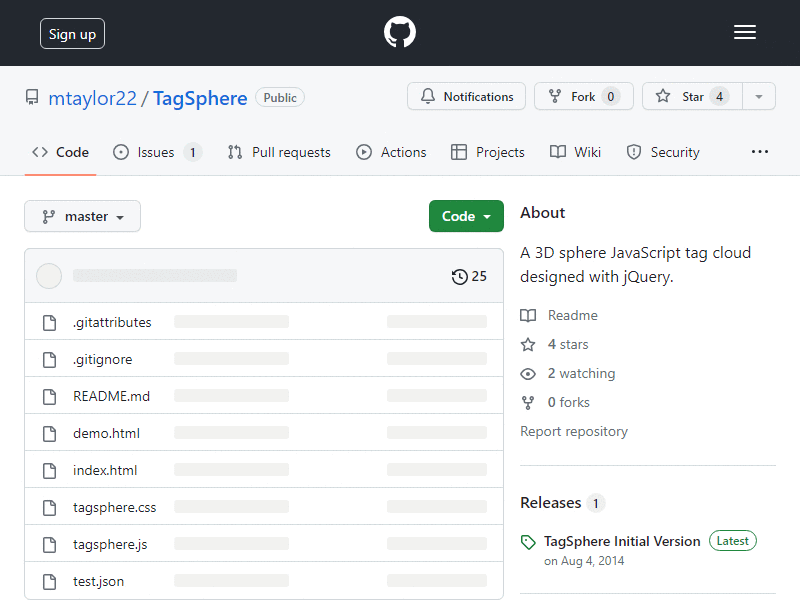 Sign up
mtaylor22 / TagSphere Public
Notifications Fork 0 Star 4
Code Issues 1 Pull requests Actions Projects Wiki Security
master Code
25
.gitattributes
.gitignore
README.md
demo.html
index.html
tagsphere.css
tagsphere.js
test.json
About
A 3D sphere JavaScript tag cloud
designed with jQuery.
Readme
4 stars
2 watching
0 forks
Report repository
Releases 1
TagSphere Initial Version Latest
on Aug 4, 2014